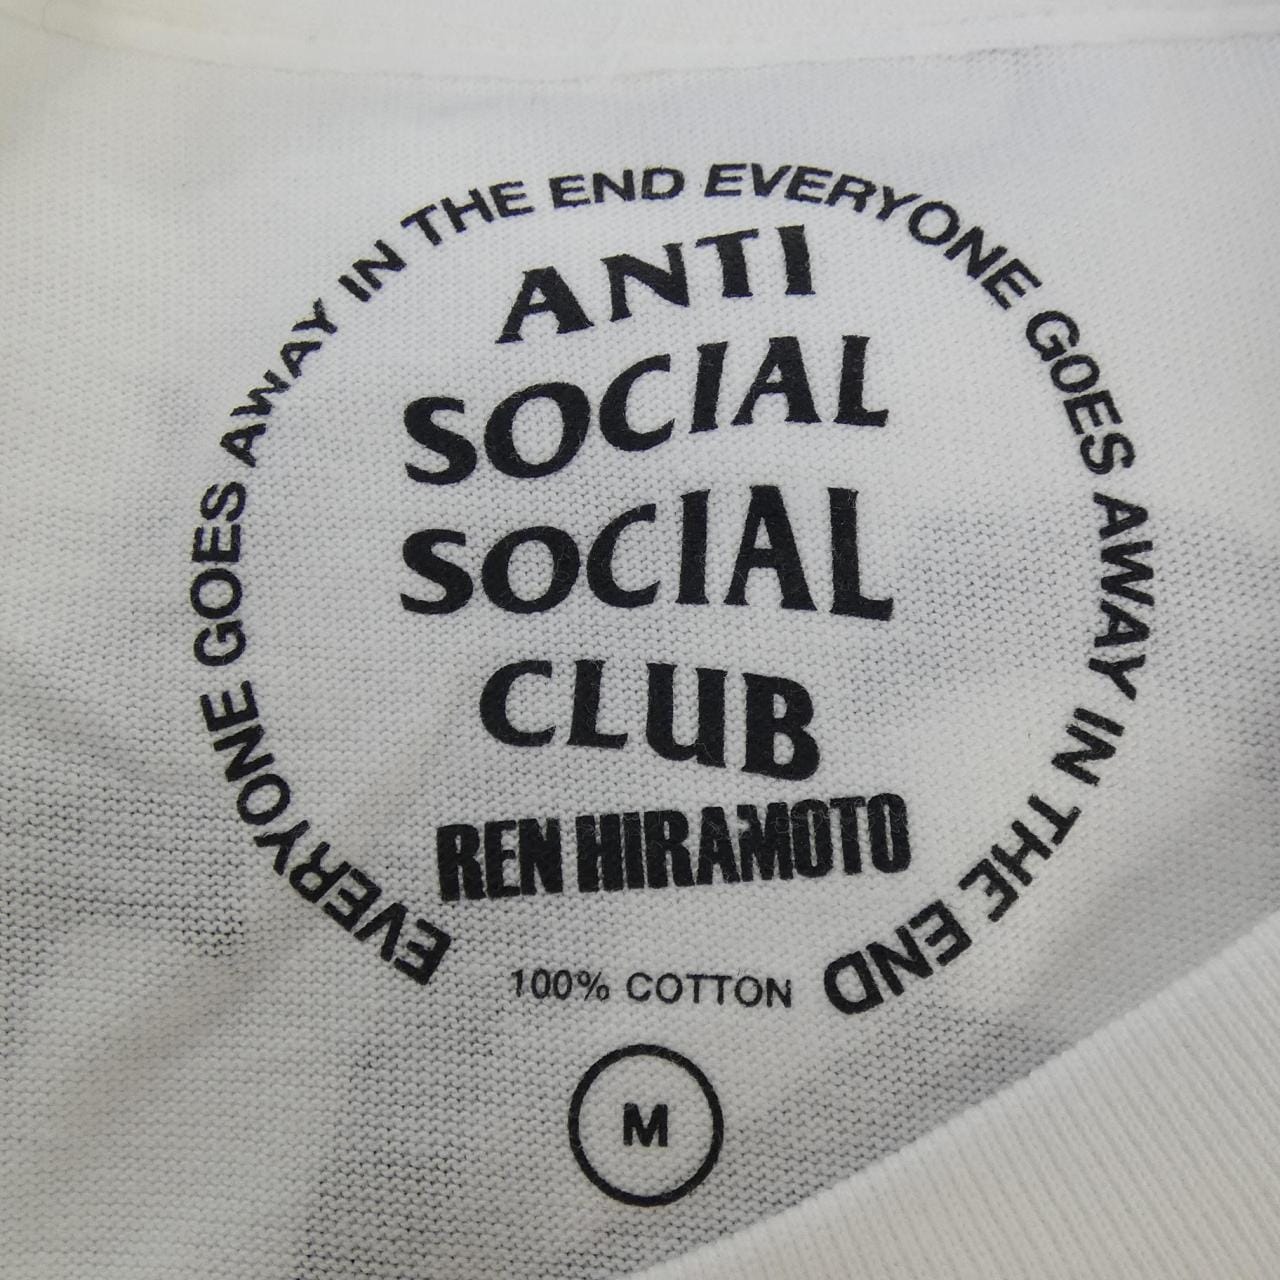 EVERYONE GOES AWAY IN THE END EVERYONE GOES AWAY IN THE END
ANTI
SOCIAL
SOCIAL
CLUB
REN HIRAMOTO
100% COTTON
M